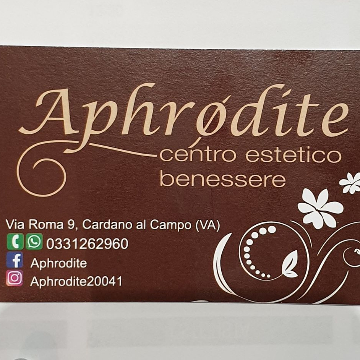 Aphrødite
centro estetico
benessere
Via Roma 9, Cardano al Campo (VA)
0331262960
Aphrodite
Aphrodite20041